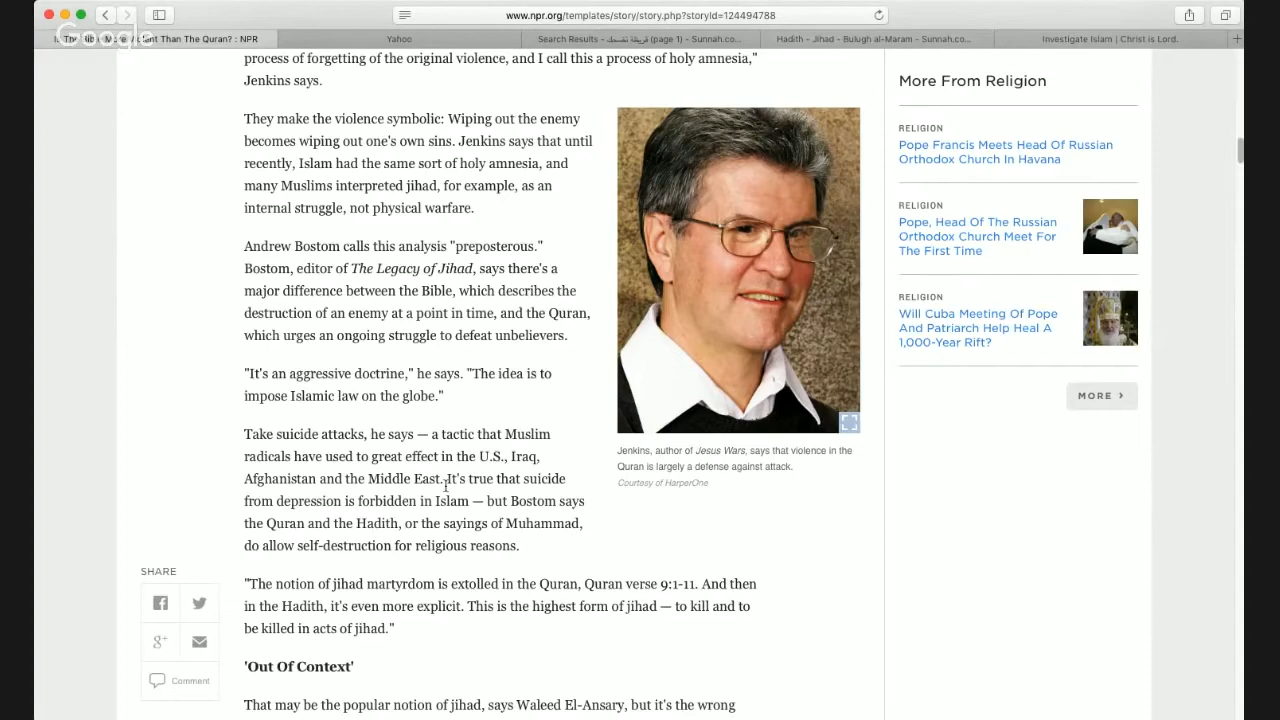 www.npr.org/templates/story/story.php?storyId=124494788
Google
Than The Quran? : NPR
Yahoo
Search Results - قريظة نفسك (page 1) - Sunnah.co...
Hadith - Jihad - Bulugh al-Maram - Sunnah.co...
Investigate Islam | Christ is Lord.
process of forgetting of the original violence, and I call this a process of holy amnesia,"
Jenkins says.
They make the violence symbolic: Wiping out the enemy
becomes wiping out one's own sins. Jenkins says that until
recently, Islam had the same sort of holy amnesia, and
many Muslims interpreted jihad, for example, as an
internal struggle, not physical warfare.
Andrew Bostom calls this analysis "preposterous."
Bostom, editor of The Legacy of Jihad, says there's a
major difference between the Bible, which describes the
destruction of an enemy at a point in time, and the Quran,
which urges an ongoing struggle to defeat unbelievers.
"It's an aggressive doctrine," he says. "The idea is to
impose Islamic law on the globe."
Take suicide attacks, he says — a tactic that Muslim
radicals have used to great effect in the U.S., Iraq,
Afghanistan and the Middle East. It's true that suicide
from depression is forbidden in Islam — but Bostom says
the Quran and the Hadith, or the sayings of Muhammad,
do allow self-destruction for religious reasons.
"The notion of jihad martyrdom is extolled in the Quran, Quran verse 9:1-11. And then
in the Hadith, it's even more explicit. This is the highest form of jihad — to kill and to
be killed in acts of jihad."
'Out Of Context'
That may be the popular notion of jihad, says Waleed El-Ansary, but it's the wrong
Jenkins, author of Jesus Wars, says that violence in the
Quran is largely a defense against attack.
Courtesy of HarperOne
SHARE
g+
Comment
More From Religion
RELIGION
Pope Francis Meets Head Of Russian
Orthodox Church In Havana
RELIGION
Pope, Head Of The Russian
Orthodox Church Meet For
The First Time
RELIGION
Will Cuba Meeting Of Pope
And Patriarch Help Heal A
1,000-Year Rift?
MORE